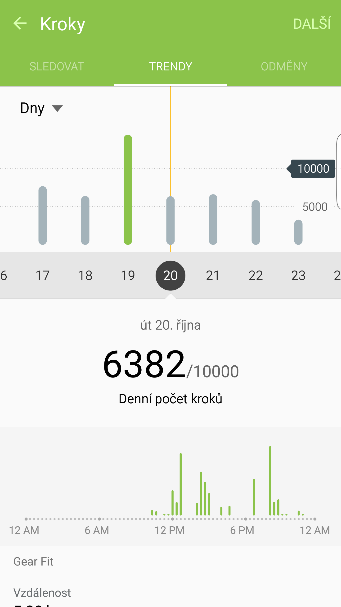 Kroky
DALŠÍ
SLEDOVAT TRENDY ODMĚNY
Dny
10000
5000
6 17 18 19 20 21 22 23 2
út 20. října
6382/10000
Denní počet kroků
12 AM 6 AM 12 PM 6 PM 12 AM
Gear Fit
Vzdálenost